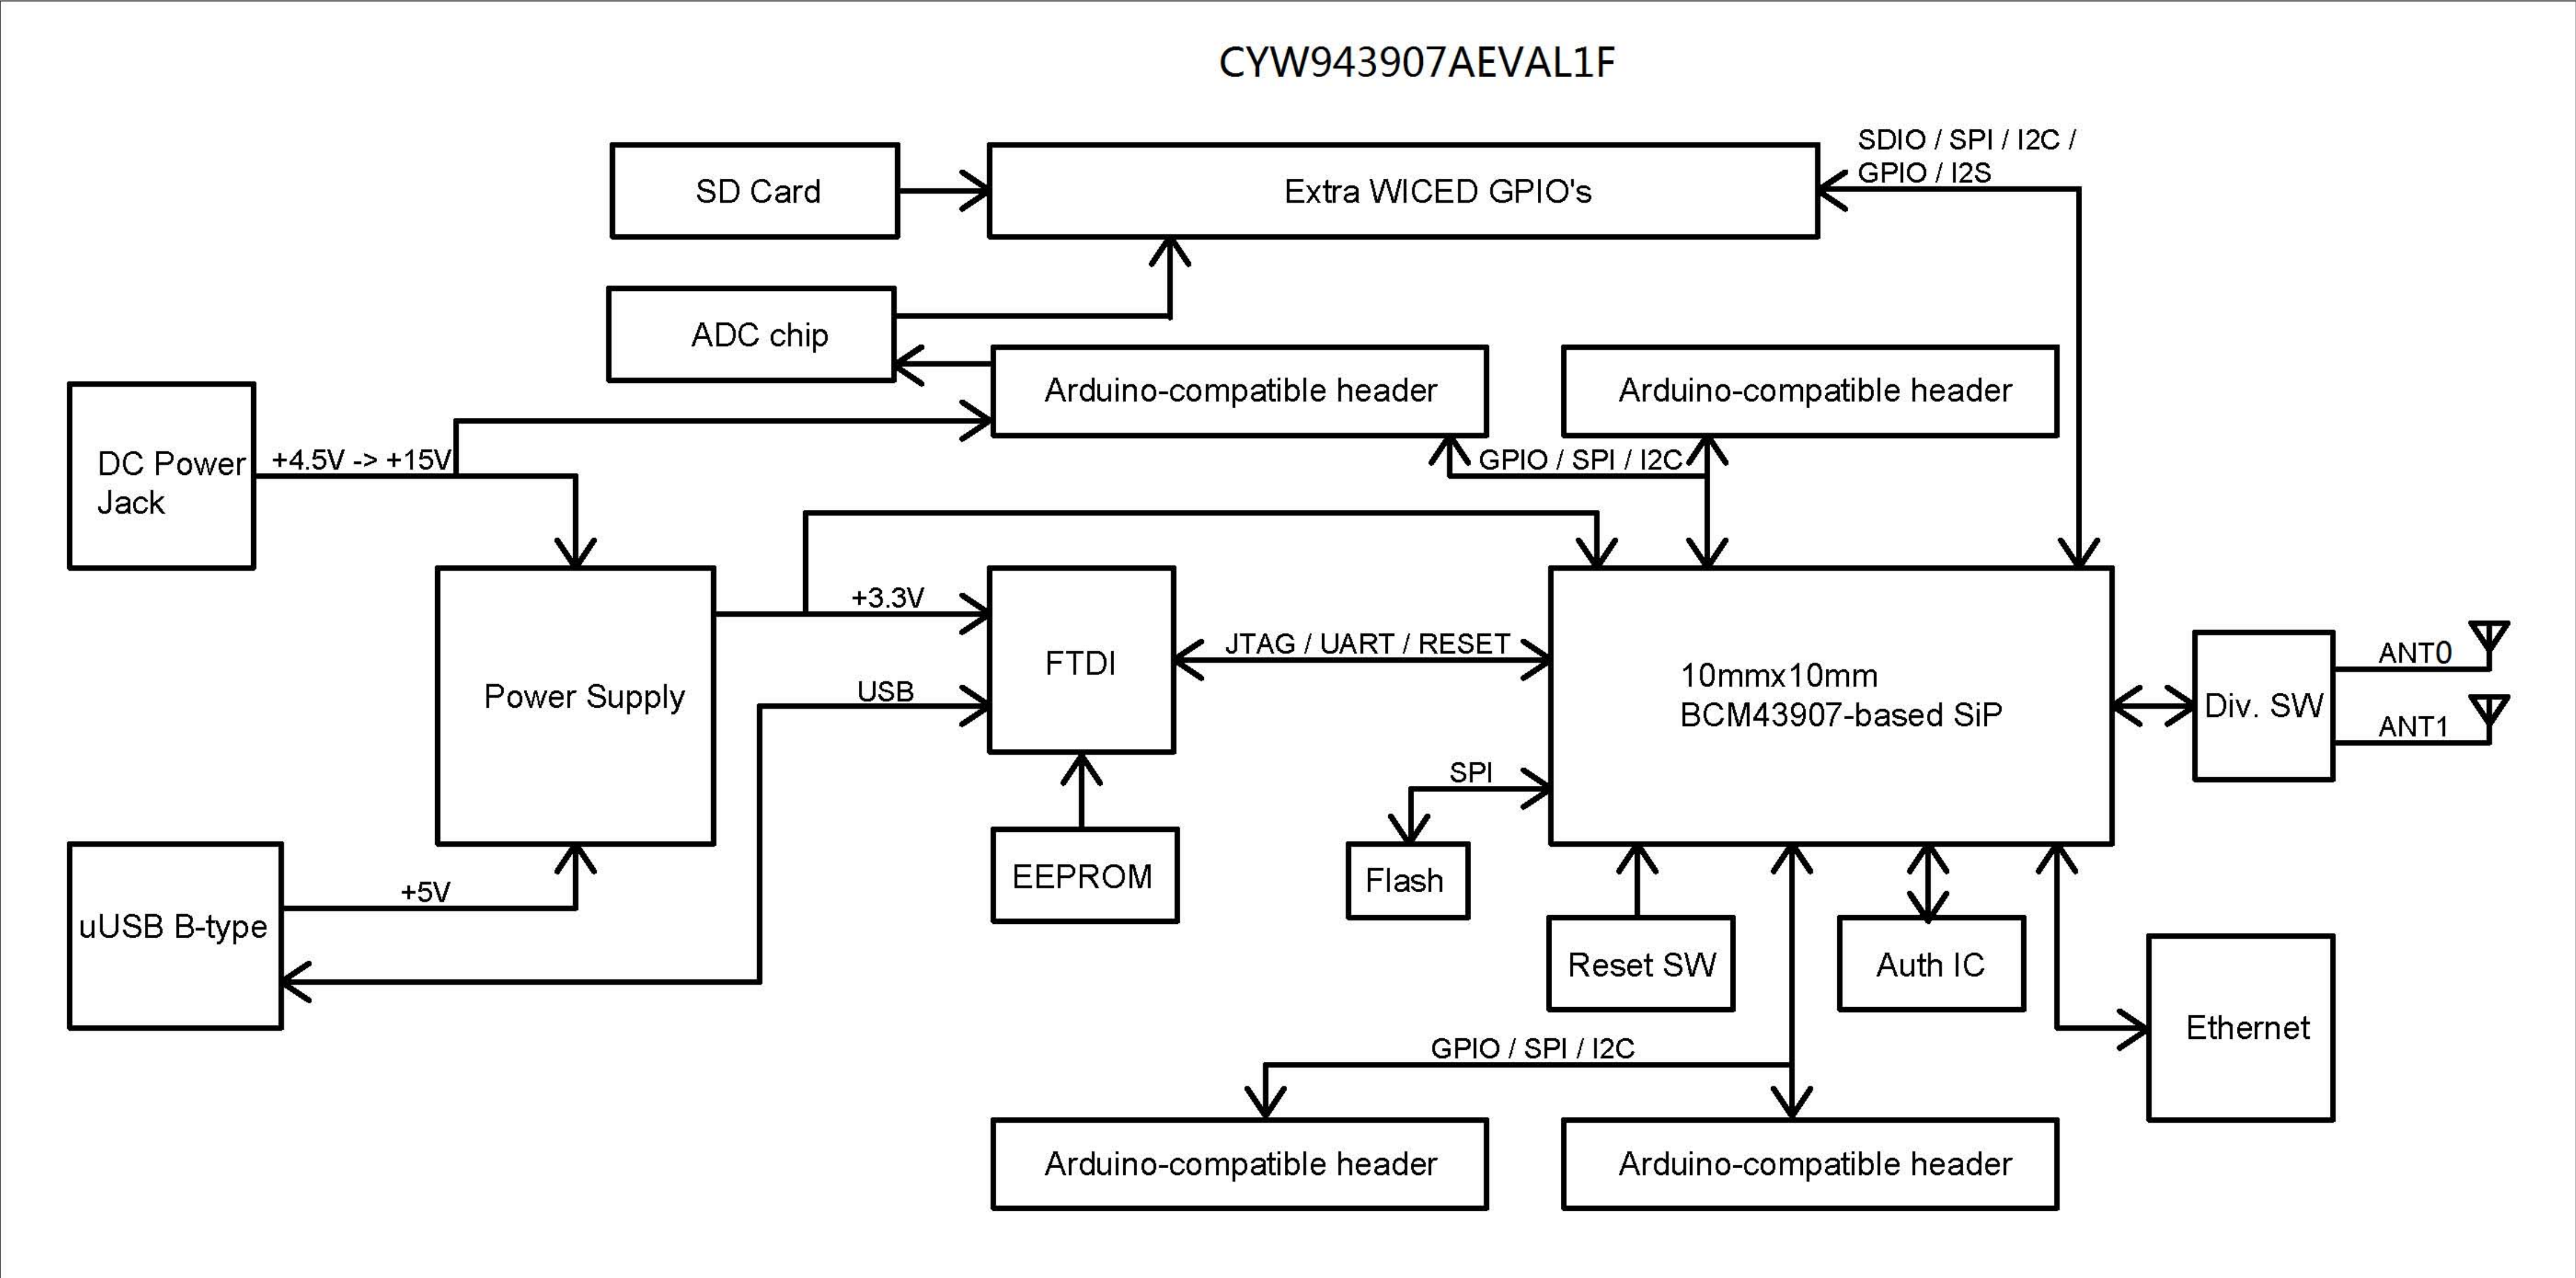 CYW943907AEVAL1F
SDIO / SPI / I2C /
GPIO / I2S
SD Card
Extra WICED GPIO's
ADC chip
Arduino-compatible header
Arduino-compatible header
DC Power
Jack
+4.5V -> +15V
GPIO / SPI / I2C
+3.3V
JTAG / UART / RESET
FTDI
Power Supply
USB
10mmx10mm
BCM43907-based SiP
Div. SW
ANT0
ANT1
SPI
Flash
EEPROM
+5V
uUSB B-type
Reset SW
Auth IC
Ethernet
GPIO / SPI / I2C
Arduino-compatible header
Arduino-compatible header